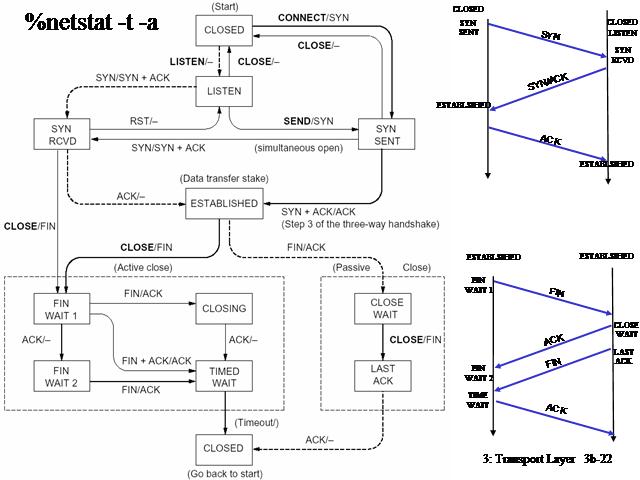 %netstat -t -a
(Start)
CLOSED
CONNECT/SYN
CLOSE/–
LISTEN/–
CLOSE/–
SYN/SYN + ACK
LISTEN
RST/–
SEND/SYN
SYN
RCVD
SYN
SENT
SYN/SYN + ACK
(simultaneous open)
(Data transfer stake)
ACK/–
ESTABLISHED
SYN + ACK/ACK
(Step 3 of the three-way handshake)
CLOSE/FIN
CLOSE/FIN
FIN/ACK
(Active close)
(Passive
Close)
FIN/ACK
FIN
WAIT 1
CLOSING
CLOSE
WAIT
ACK/–
ACK/–
CLOSE/FIN
FIN + ACK/ACK
FIN
WAIT 2
TIMED
WAIT
LAST
ACK
FIN/ACK
(Timeout/)
CLOSED
ACK/–
(Go back to start)
CLOSED
SYN
SENT
CLOSED
LISTEN
SYN
SYN
RCVD
SYN/ACK
ESTABLISHED
ACK
ESTABLISHED
ESTABLISHED
ESTABLISHED
FIN
WAIT 1
FIN
CLOSE
WAIT
ACK
LAST
ACK
FIN
FIN
WAIT 2
TIME
WAIT
ACK
3: Transport Layer 3b-22